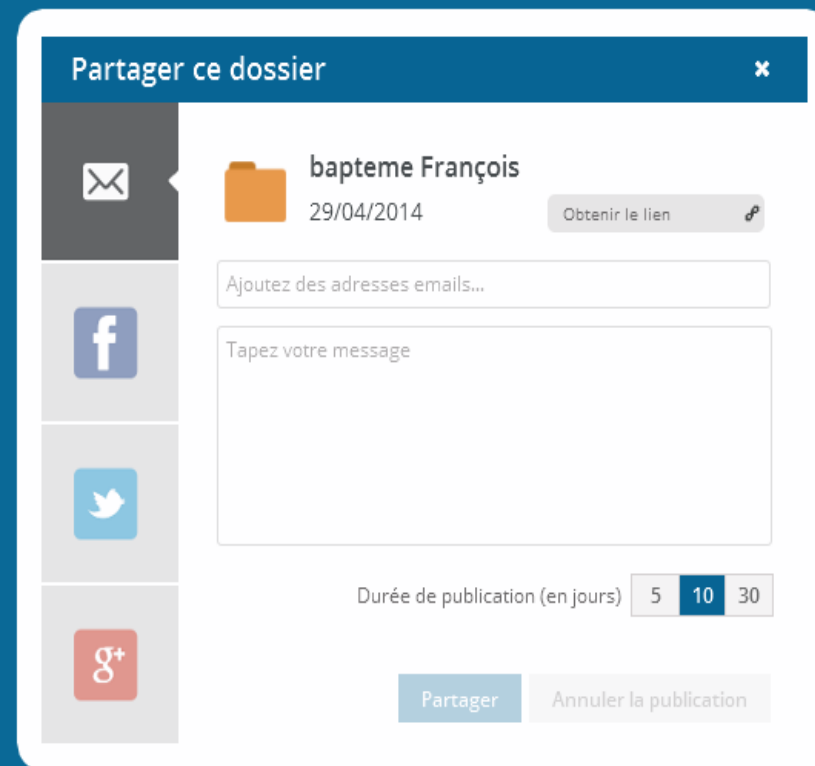 Partager ce dossier
bapteme François
29/04/2014
Obtenir le lien
Ajoutez des adresses emails...
Tapez votre message
Durée de publication (en jours) 5 10 30
Partager Annuler la publication
f
g+